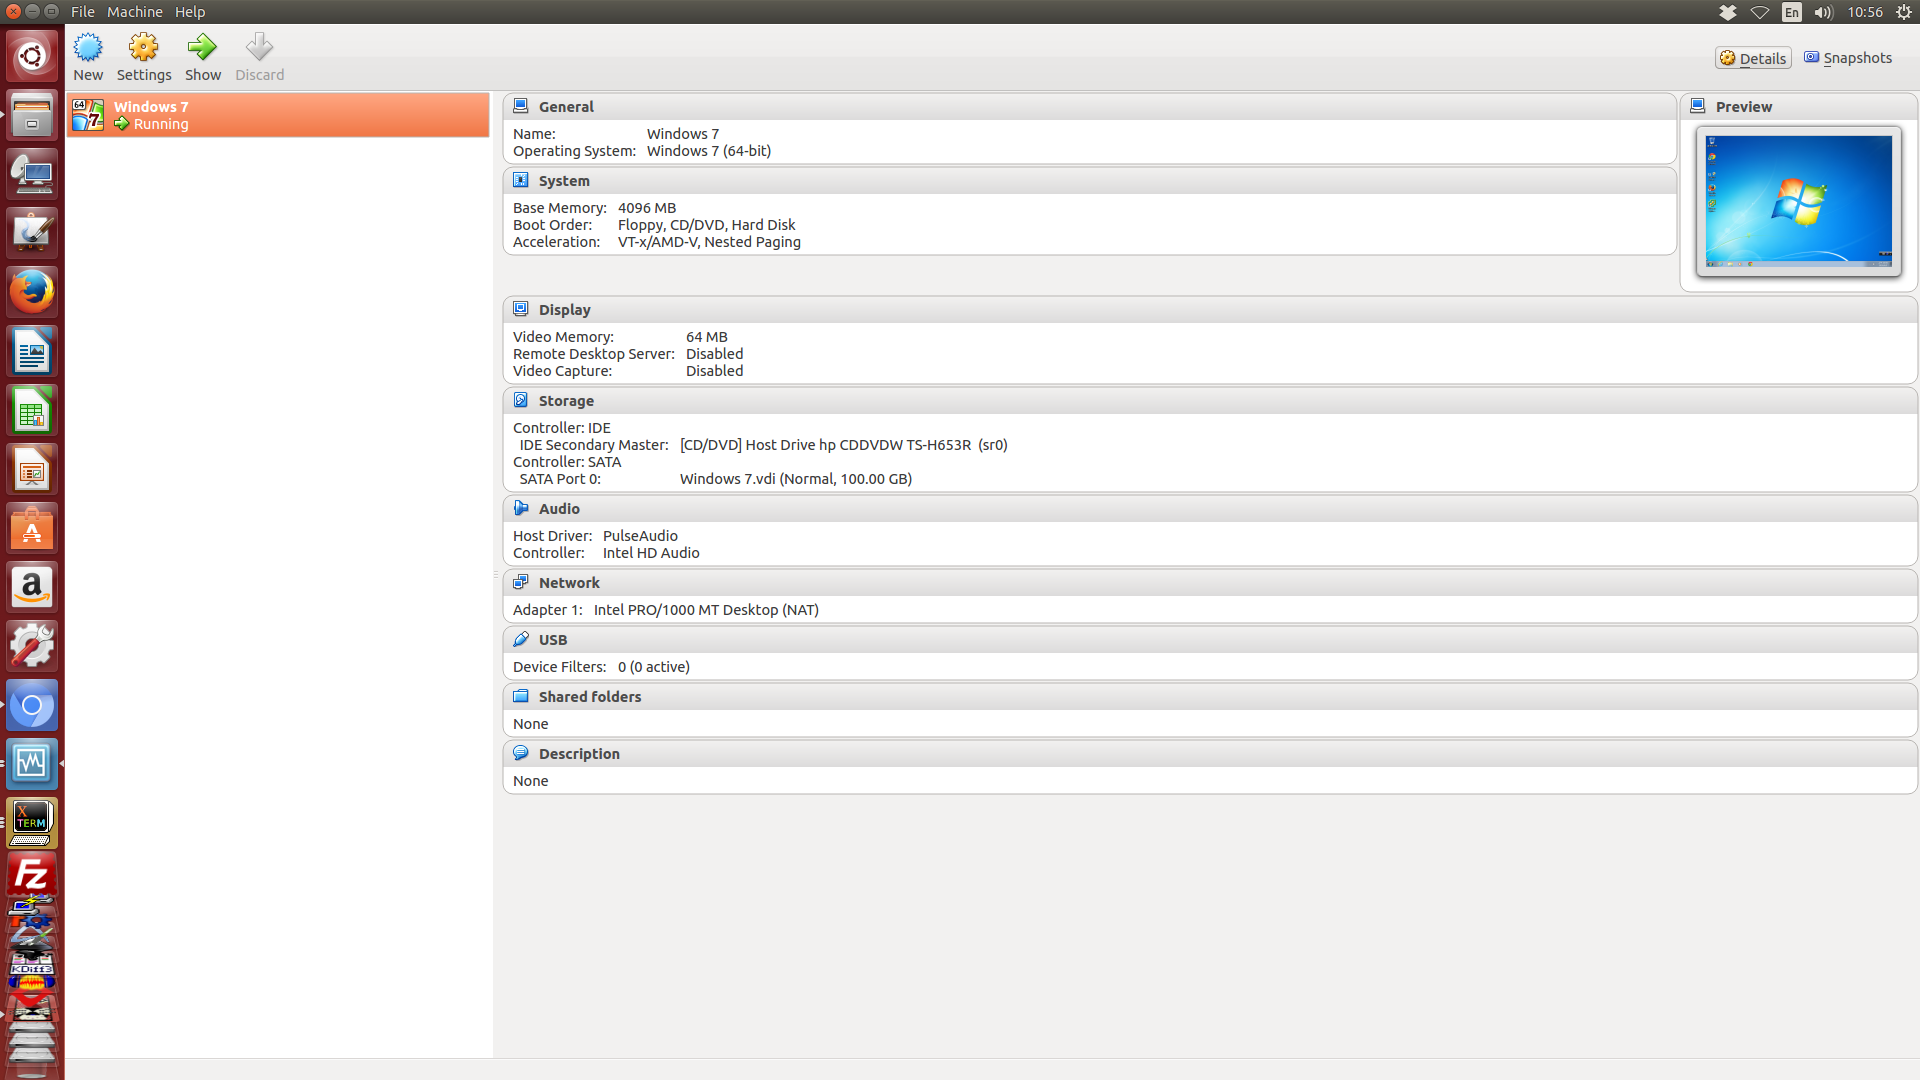 File Machine Help
En 10:56
New Settings Show Discard
Details Snapshots
64
7
Windows 7
Running
General
Name: Windows 7
Operating System: Windows 7 (64-bit)
System
Base Memory: 4096 MB
Boot Order: Floppy, CD/DVD, Hard Disk
Acceleration: VT-x/AMD-V, Nested Paging
Preview
Display
Video Memory: 64 MB
Remote Desktop Server: Disabled
Video Capture: Disabled
Storage
Controller: IDE
IDE Secondary Master: [CD/DVD] Host Drive hp CDDVDW TS-H653R (sr0)
Controller: SATA
SATA Port 0: Windows 7.vdi (Normal, 100.00 GB)
Audio
Host Driver: PulseAudio
Controller: Intel HD Audio
Network
Adapter 1: Intel PRO/1000 MT Desktop (NAT)
USB
Device Filters: 0 (0 active)
Shared folders
None
Description
None
A
a
X
TERM
Fz
KDiff3